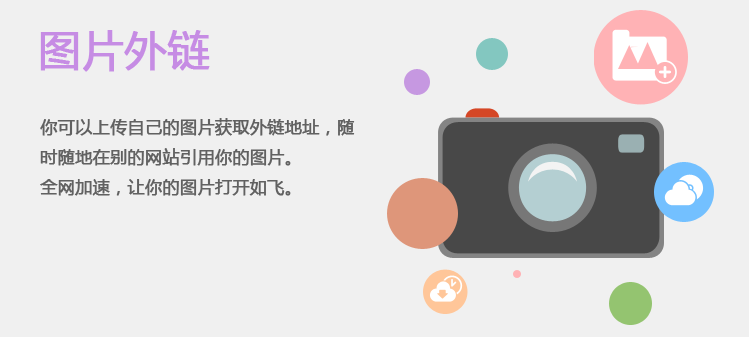 图片外链
你可以上传自己的图片获取外链地址，随
时随地在别的网站引用你的图片。
全网加速，让你的图片打开如飞。